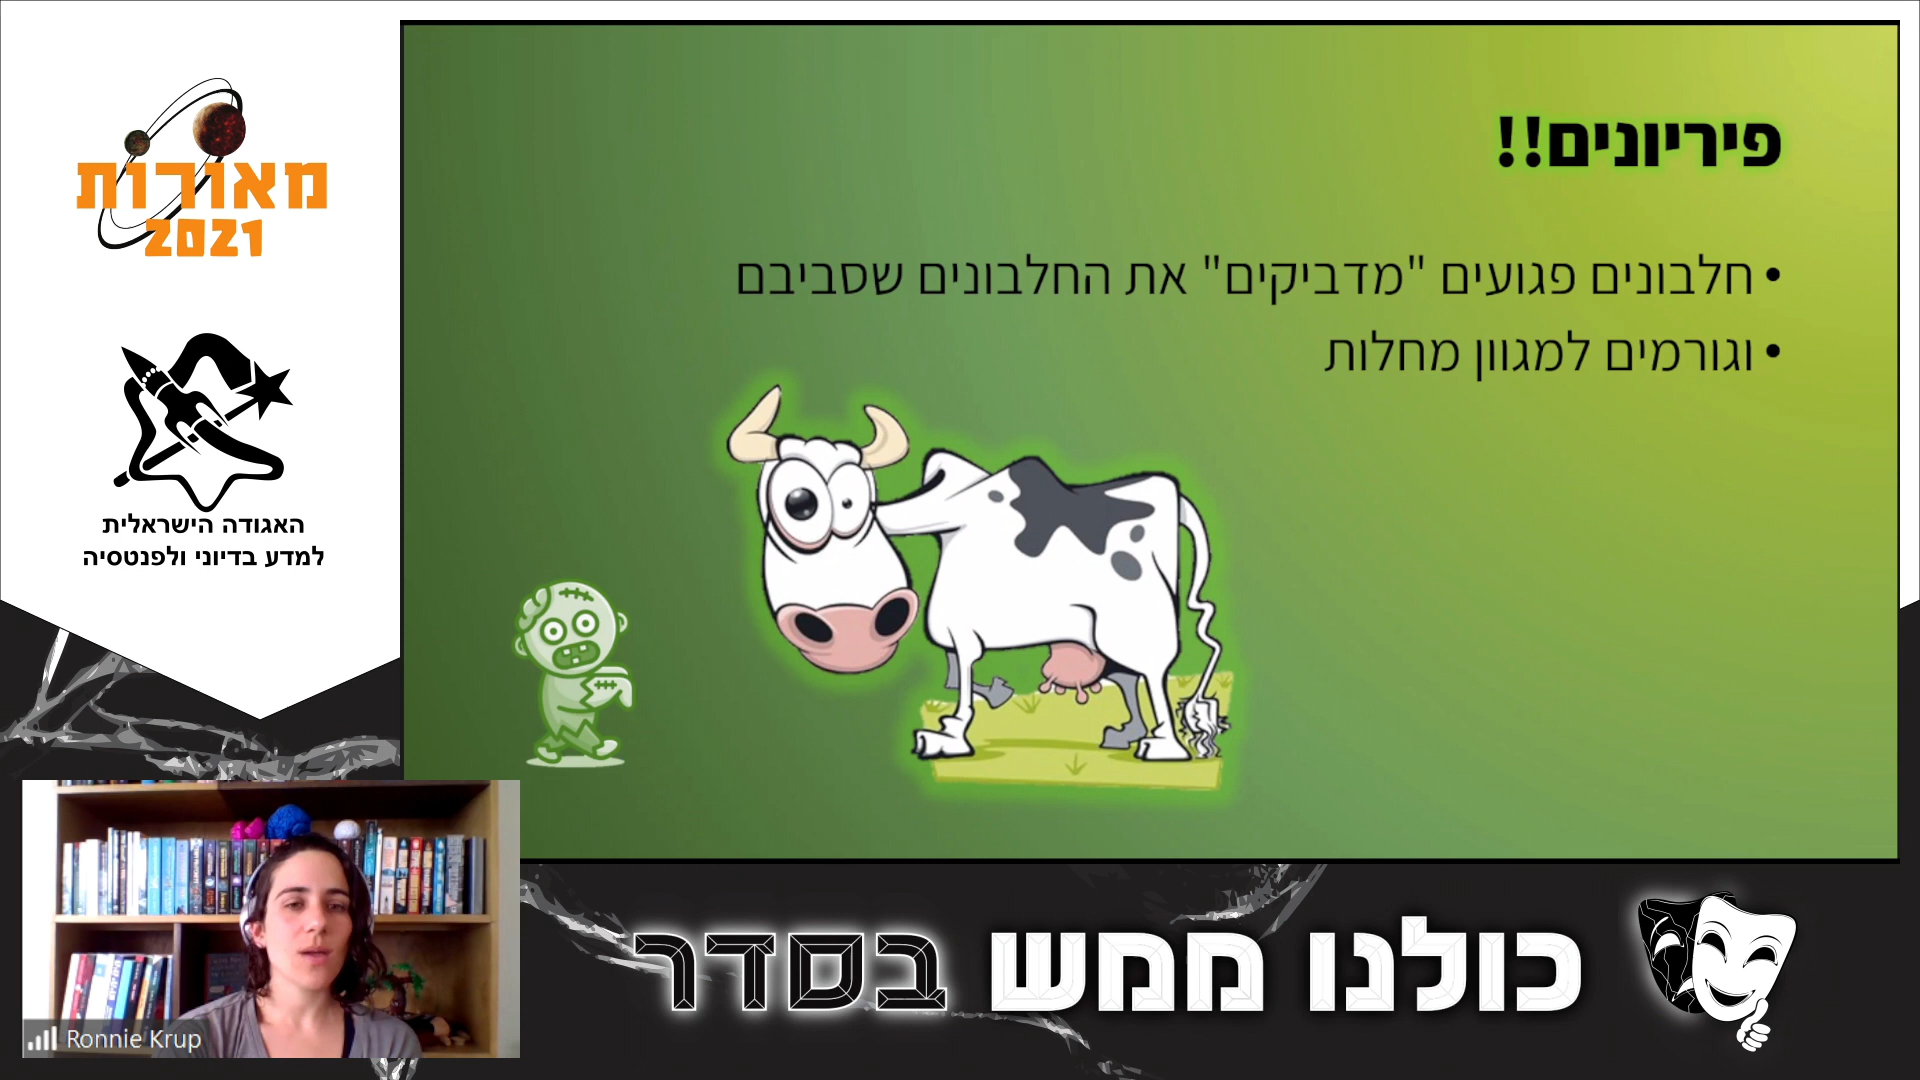 מאורות
2021
האגודה הישראלית
למדע בדיוני ולפנטסיה
פיריונים!!
• חלבונים פגועים "מדביקים" את החלבונים שסביבם
• וגורמים למגוון מחלות
Ronnie Krup
כולנו ממש בסדר